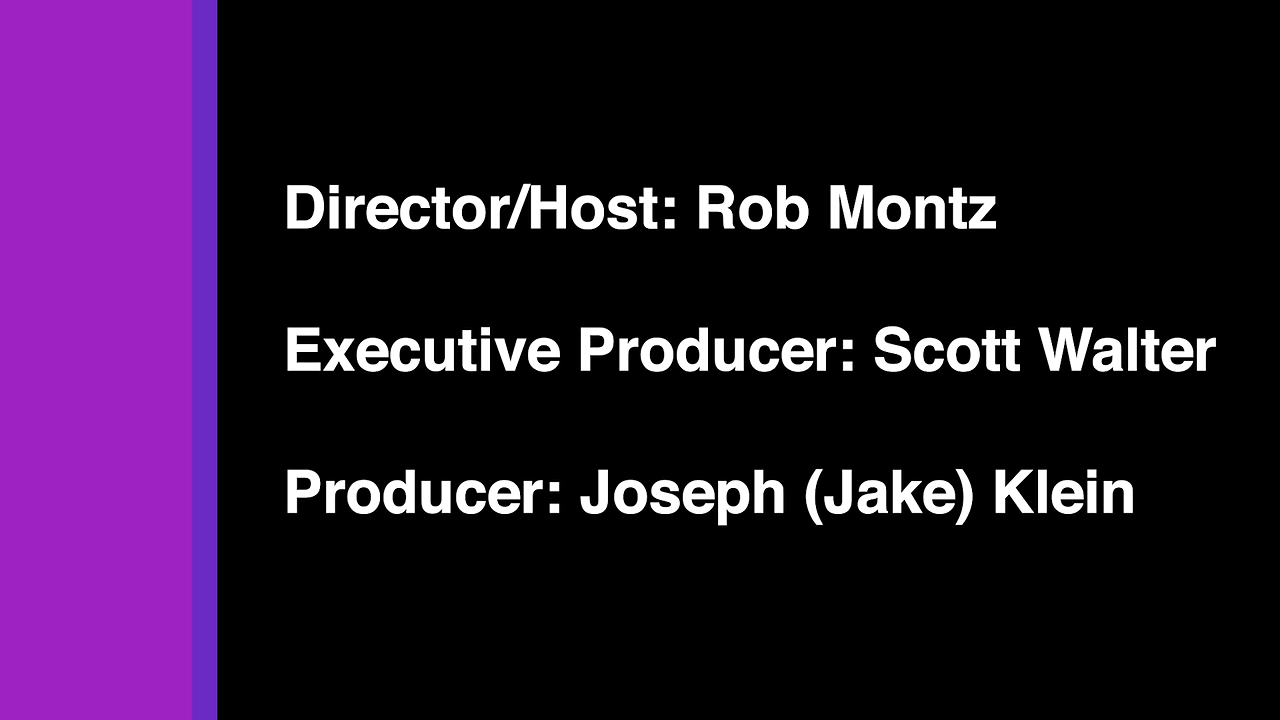 Director/Host: Rob Montz
Executive Producer: Scott Walter
Producer: Joseph (Jake) Klein